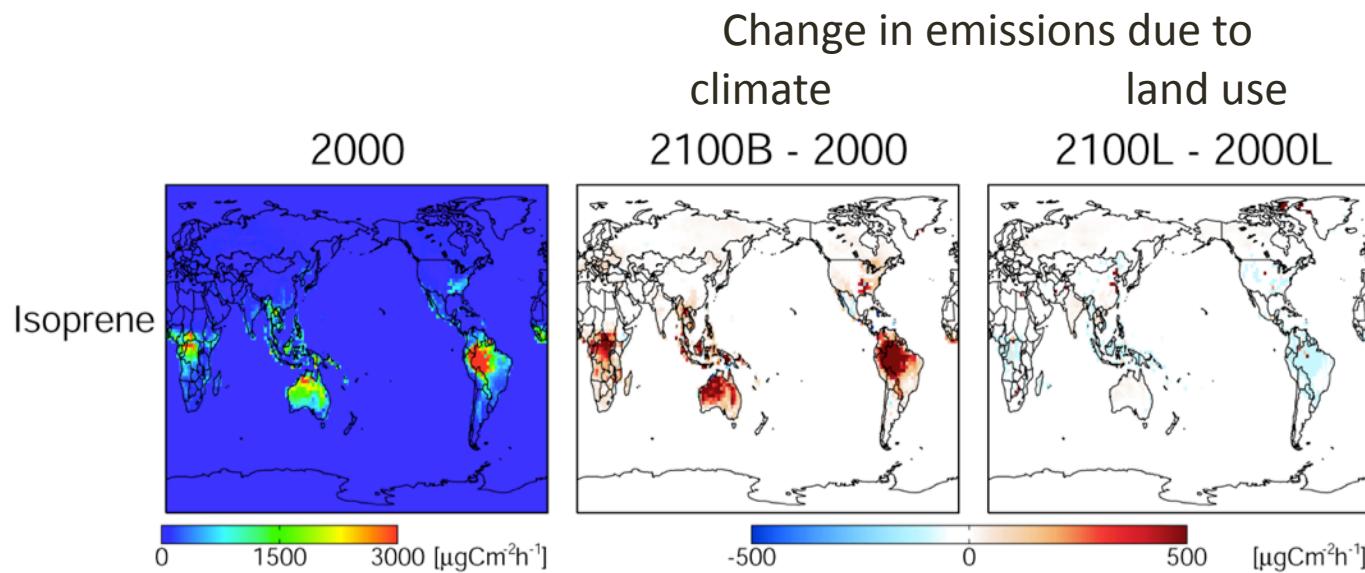 Change in emissions due to
climate land use
2000 2100B - 2000 2100L - 2000L
Isoprene
0 1500 3000 [μgCm⁻²h⁻¹] -500 0 500 [μgCm⁻²h⁻¹]